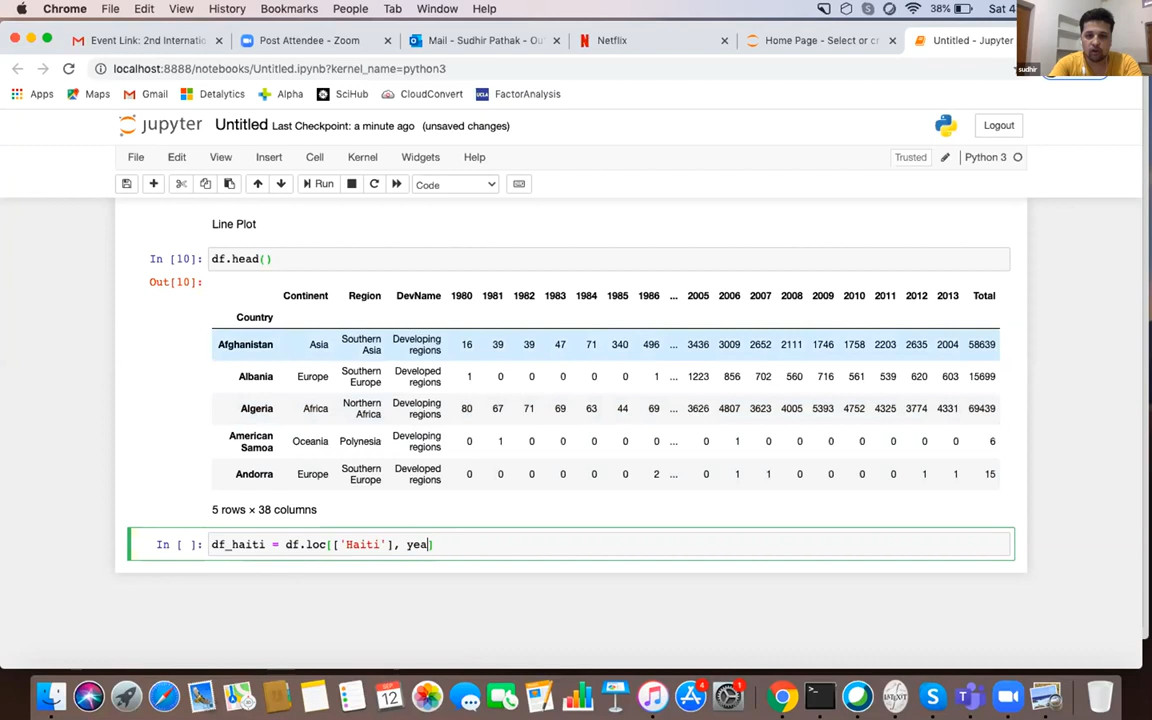 Chrome File Edit View History Bookmarks People Tab Window Help 38% Sat 4
Event Link: 2nd Internatio Post Attendee - Zoom Mail - Sudhir Pathak - Ou Netflix Home Page - Select or cr Untitled - Jupyter
sudhir
localhost:8888/notebooks/Untitled.ipynb?kernel_name=python3
Apps Maps Gmail Detalytics Alpha SciHub CloudConvert UCLA FactorAnalysis
jupyter Untitled Last Checkpoint: a minute ago (unsaved changes) Logout
File Edit View Insert Cell Kernel Widgets Help Trusted Python 3
Run Code
Line Plot
In [10]: df.head()
Out[10]:
Continent Region DevName 1980 1981 1982 1983 1984 1985 1986 ... 2005 2006 2007 2008 2009 2010 2011 2012 2013 Total
Country
Afghanistan Asia Southern Asia Developing regions 16 39 39 47 71 340 496 ... 3436 3009 2652 2111 1746 1758 2203 2635 2004 58639
Albania Europe Southern Europe Developed regions 1 0 0 0 0 0 1 ... 1223 856 702 560 716 561 539 620 603 15699
Algeria Africa Northern Africa Developing regions 80 67 71 69 63 44 69 ... 3626 4807 3623 4005 5393 4752 4325 3774 4331 69439
American Samoa Oceania Polynesia Developing regions 0 1 0 0 0 0 0 ... 0 1 0 0 0 0 0 0 0 6
Andorra Europe Southern Europe Developed regions 0 0 0 0 0 0 2 ... 0 1 1 0 0 0 0 1 1 15
5 rows × 38 columns
In [ ]: df_haiti = df.loc[['Haiti'], yea]
SEP 12
4
1